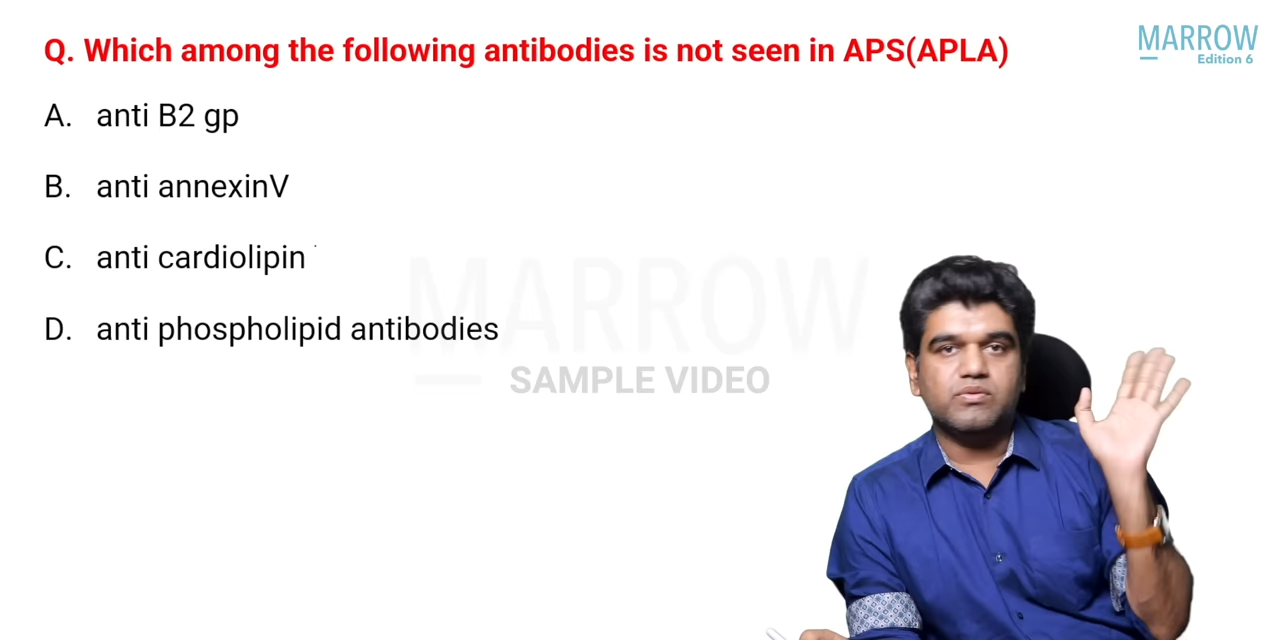 Q. Which among the following antibodies is not seen in APS(APLA)
MARROW
Edition 6
A. anti B2 gp
B. anti annexinV
C. anti cardiolipin
D. anti phospholipid antibodies
MARROW
SAMPLE VIDEO